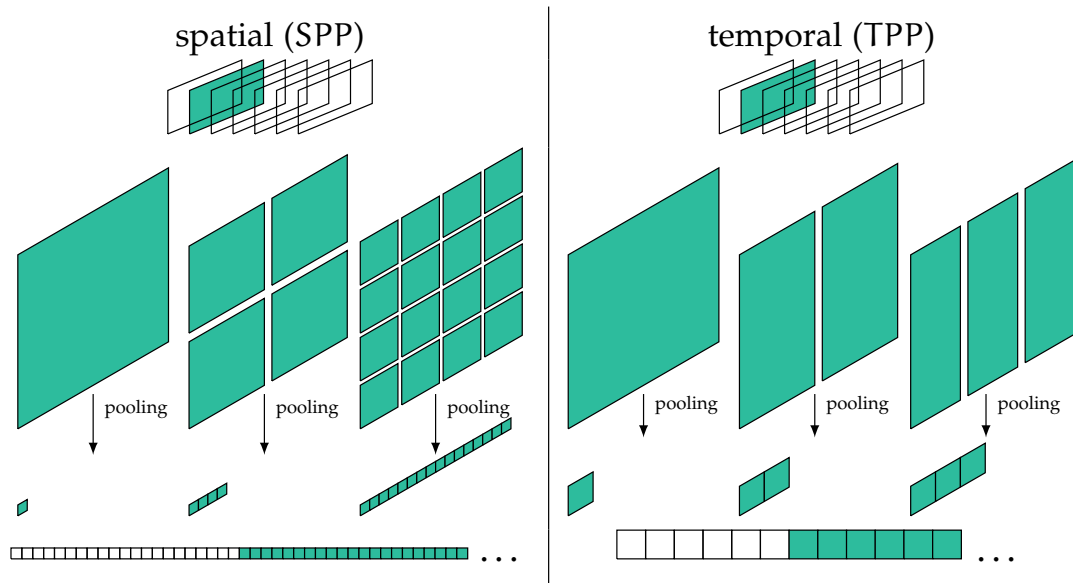 spatial (SPP)
temporal (TPP)
pooling
pooling
pooling
pooling
pooling
pooling
...
...